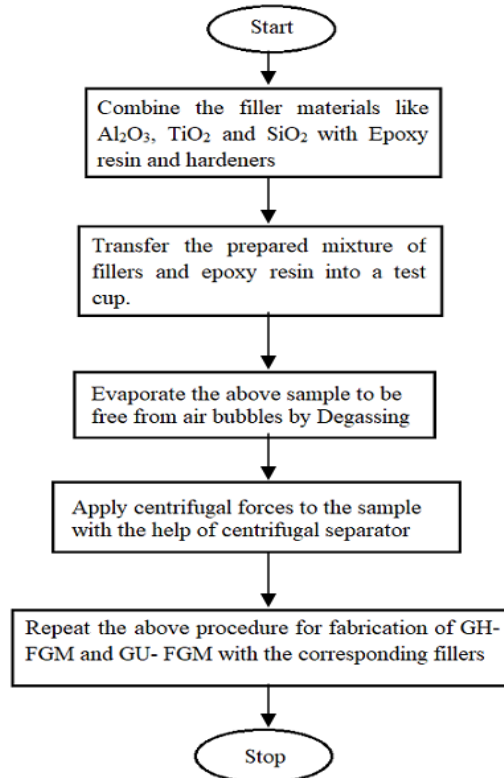 Start
Combine the filler materials like
Al₂O₃, TiO₂ and SiO₂ with Epoxy
resin and hardeners
Transfer the prepared mixture of
fillers and epoxy resin into a test
cup.
Evaporate the above sample to be
free from air bubbles by Degassing
Apply centrifugal forces to the sample
with the help of centrifugal separator
Repeat the above procedure for fabrication of GH-
FGM and GU- FGM with the corresponding fillers
Stop